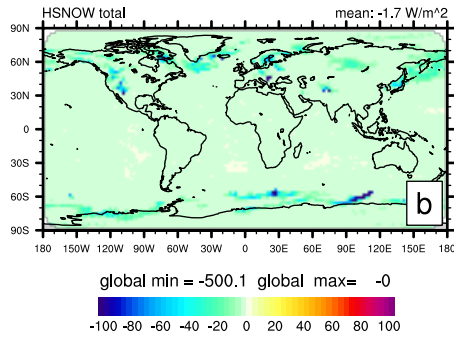 HSNOW total mean: -1.7 W/m^2
90N
60N
30N
0
30S
60S
90S
b
180 150W 120W 90W 60W 30W 0 30E 60E 90E 120E 150E 180
global min = -500.1 global max= -0
-100 -80 -60 -40 -20 0 20 40 60 80 100